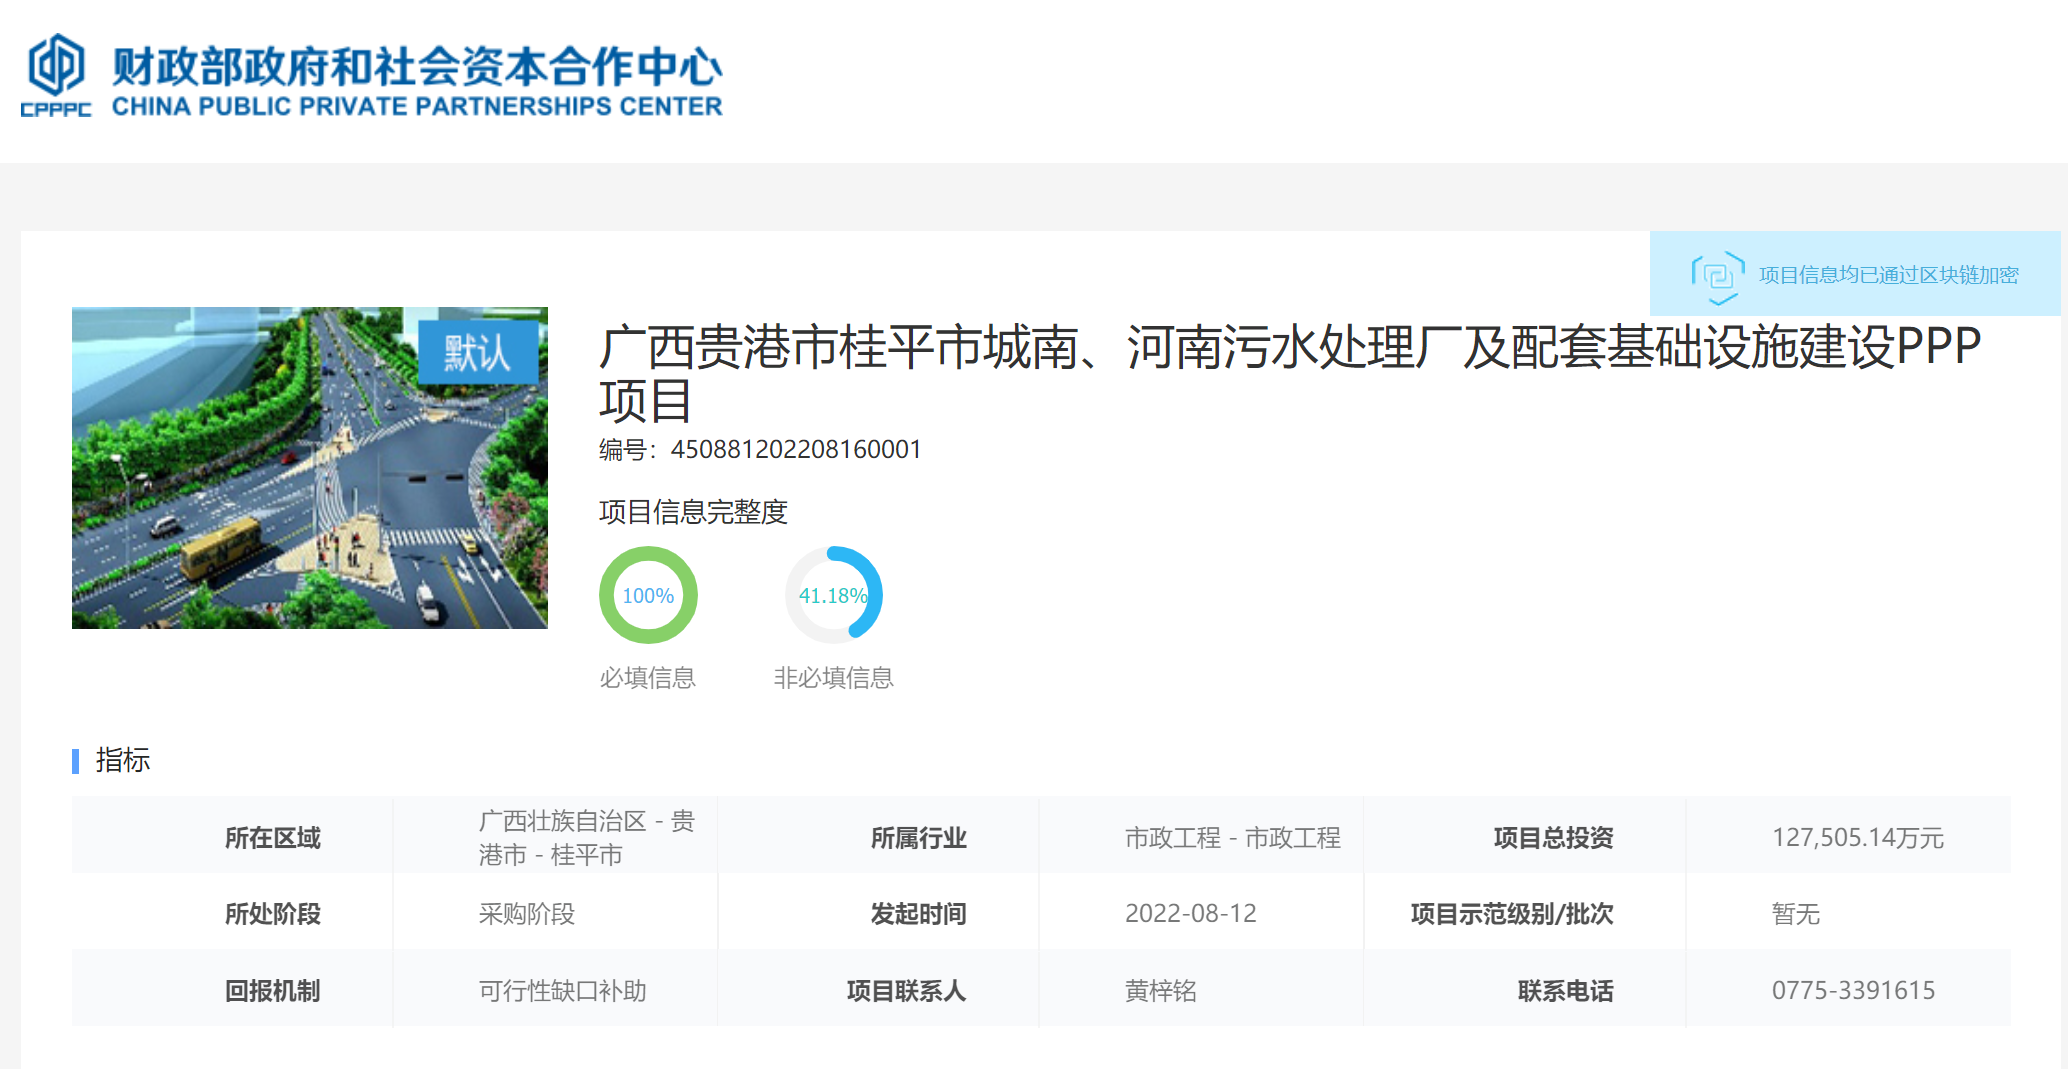 财政部政府和社会资本合作中心
CPPPC
CHINA PUBLIC PRIVATE PARTNERSHIPS CENTER
项目信息均已通过区块链加密
默认
广西贵港市桂平市城南、河南污水处理厂及配套基础设施建设PPP
项目
编号：450881202208160001
项目信息完整度
100%
41.18%
必填信息
非必填信息
指标
所在区域
广西壮族自治区 - 贵
港市 - 桂平市
所属行业
市政工程 - 市政工程
项目总投资
127,505.14万元
所处阶段
采购阶段
发起时间
2022-08-12
项目示范级别/批次
暂无
回报机制
可行性缺口补助
项目联系人
黄梓铭
联系电话
0775-3391615